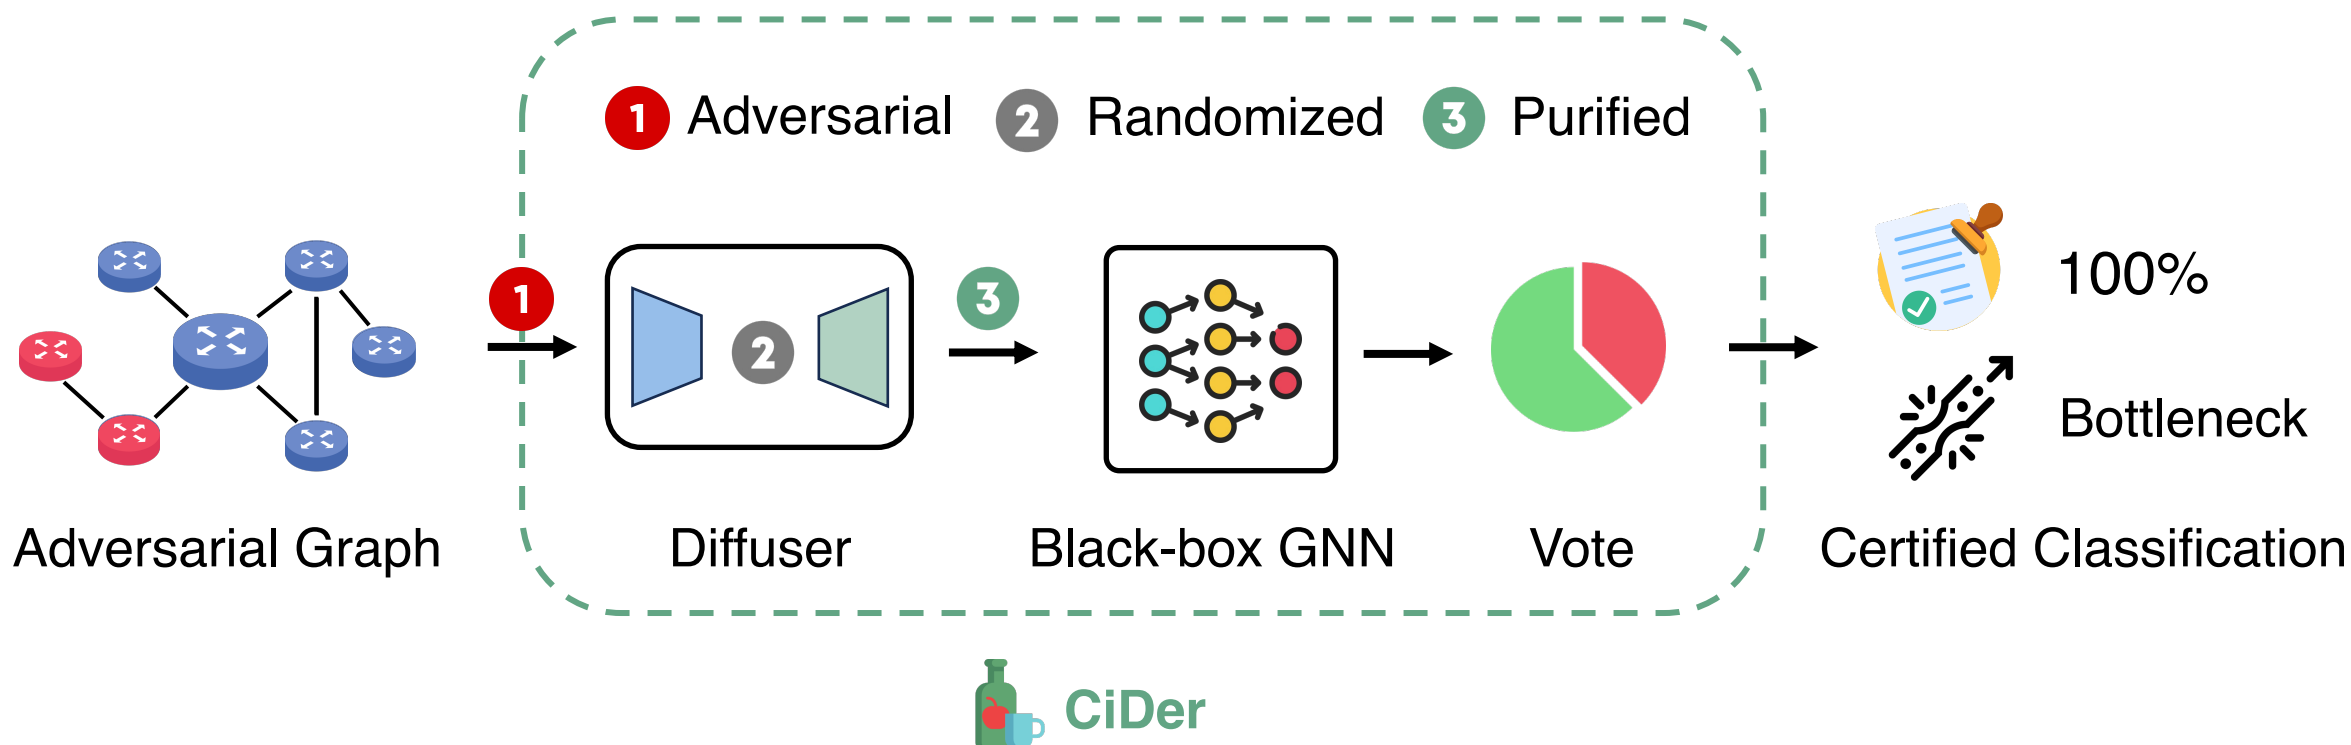 1 Adversarial 2 Randomized 3 Purified
1
3
2
100%
Bottleneck
Adversarial Graph
Diffuser
Black-box GNN
Vote
Certified Classification
CiDer